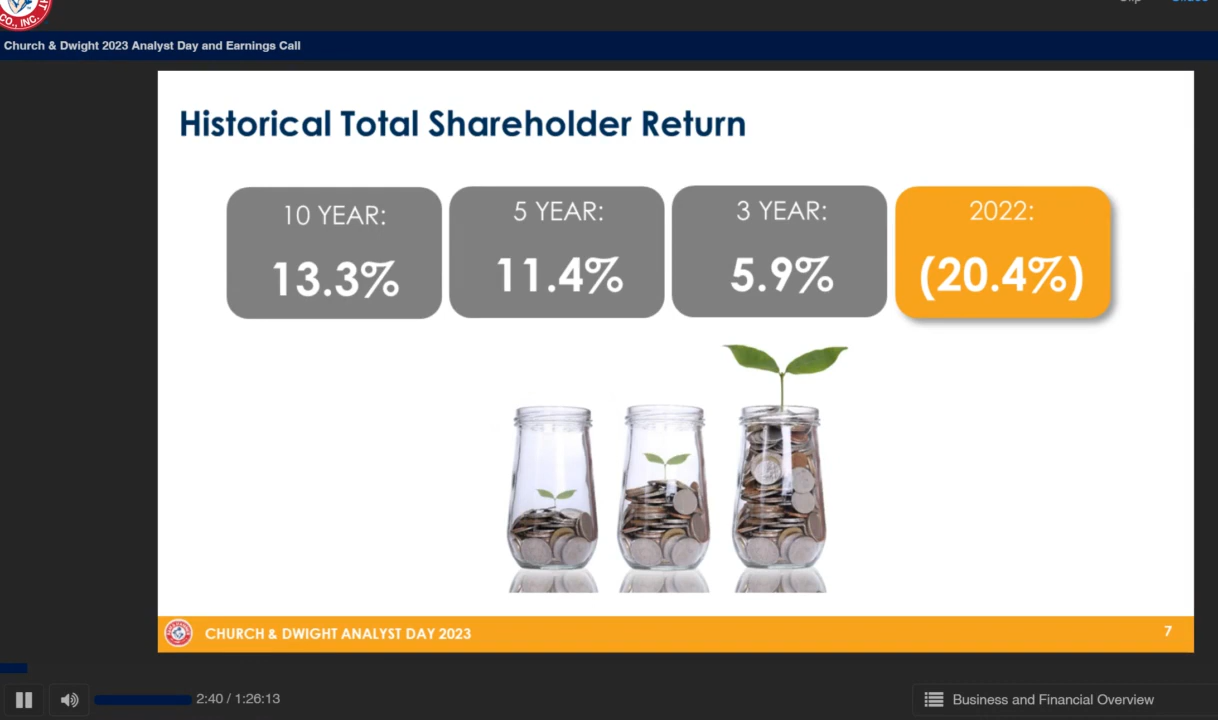 CO., INC.
Church & Dwight 2023 Analyst Day and Earnings Call
Historical Total Shareholder Return
10 YEAR:
13.3%
5 YEAR:
11.4%
3 YEAR:
5.9%
2022:
(20.4%)
CHURCH & DWIGHT ANALYST DAY 2023
7
2:40 / 1:26:13
Business and Financial Overview